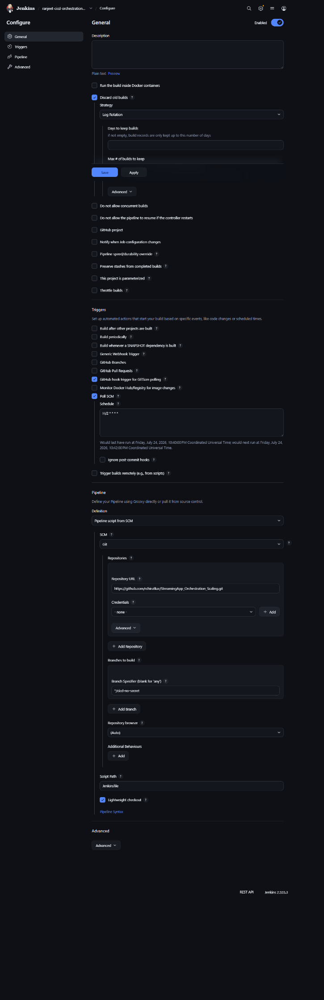 Jenkins / ranjeet-cicd-orchestration... / Configure
Configure
General
Triggers
Pipeline
Advanced
General
Enabled
Description
Plain text Preview
Run the build inside Docker containers
Discard old builds ?
Strategy
Log Rotation
Days to keep builds
if not empty, build records are only kept up to this number of days
Max # of builds to keep
Save
Apply
Advanced
Do not allow concurrent builds
Do not allow the pipeline to resume if the controller restarts
GitHub project
Notify when Job configuration changes
Pipeline speed/durability override ?
Preserve stashes from completed builds ?
This project is parameterized ?
Throttle builds ?
Triggers
Set up automated actions that start your build based on specific events, like code changes or scheduled times.
Build after other projects are built ?
Build periodically ?
Build whenever a SNAPSHOT dependency is built ?
Generic Webhook Trigger ?
GitHub Branches
GitHub Pull Requests ?
GitHub hook trigger for GITScm polling ?
Monitor Docker Hub/Registry for image changes ?
Poll SCM ?
Schedule ?
H/2 * * * *
Would last have run at Friday, July 24, 2026, 10:40:00 PM Coordinated Universal Time; would next run at Friday, July 24,
2026, 10:42:00 PM Coordinated Universal Time.
Ignore post-commit hooks ?
Trigger builds remotely (e.g., from scripts) ?
Pipeline
Define your Pipeline using Groovy directly or pull it from source control.
Definition
Pipeline script from SCM
SCM ?
Git
?
Repositories ?
Repository URL ?
https://github.com/rchirutkar/StreamingApp_Orchestration_Scaling.git
Credentials ?
- none -
+ Add
Advanced
+ Add Repository
Branches to build ?
Branch Specifier (blank for 'any') ?
*/cicd-no-secret
+ Add Branch
Repository browser ?
(Auto)
Additional Behaviours
+ Add
Script Path ?
Jenkinsfile
Lightweight checkout ?
Pipeline Syntax
Advanced
Advanced
REST API
Jenkins 2.555.3